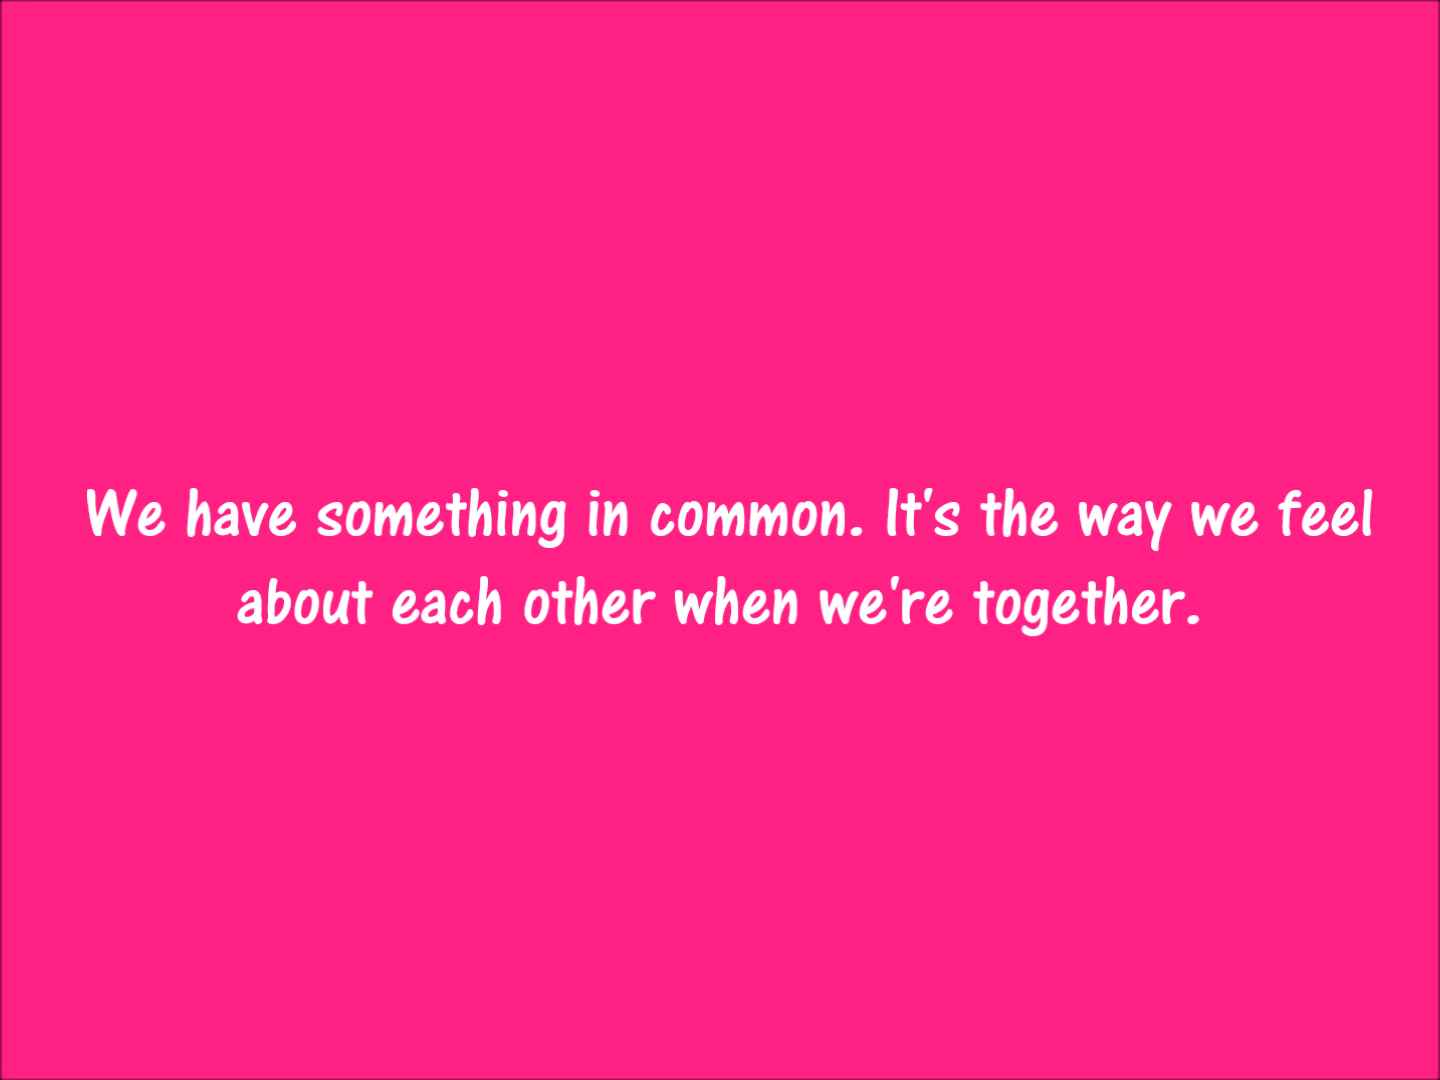 We have something in common. It's the way we feel
about each other when we're together.